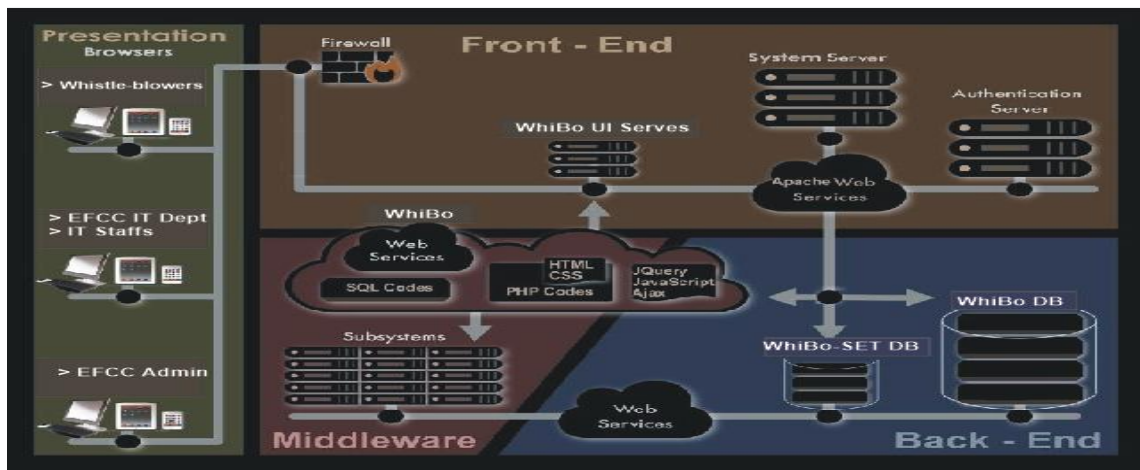 Presentation
Browsers
> Whistle-blowers
> EFCC IT Dept
> IT Staffs
> EFCC Admin
Firewall
Front - End
System Server
Authentication
Server
WhiBo UI Serves
Apache Web
Services
WhiBo
Web
Services
SQL Codes
HTML
CSS
PHP Codes
JQuery
JavaScript
Ajax
Subsystems
Middleware
WhiBo DB
WhiBo-SET DB
Web
Services
Back - End